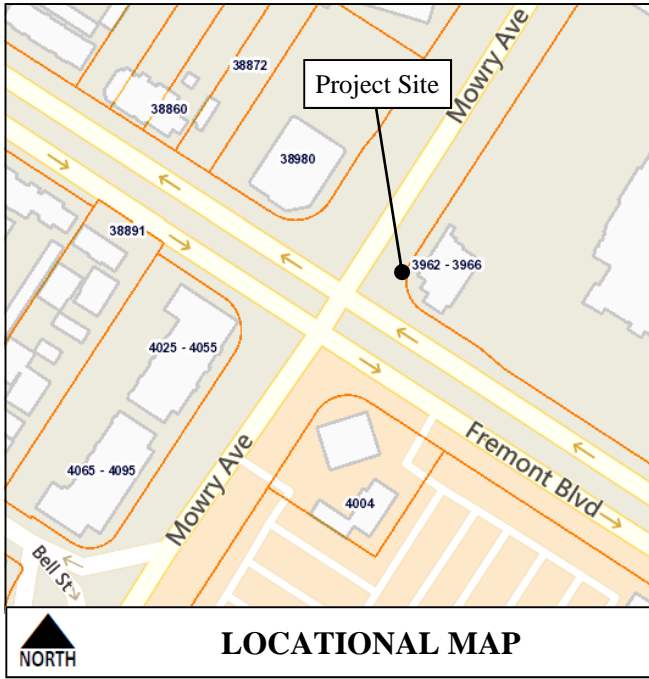 Mowry Ave
38872
Project Site
38860
38980
38891
3962 - 3966
4025 - 4055
Fremont Blvd
Mowry Ave
4065 - 4095
4004
Bell St
NORTH
LOCATIONAL MAP